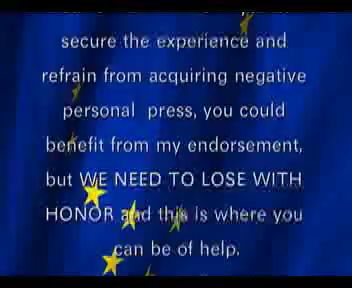 secure the experience and
refrain from acquiring negative
personal press, you could
benefit from my endorsement,
but WE NEED TO LOSE WITH
HONOR and this is where you
can be of help.